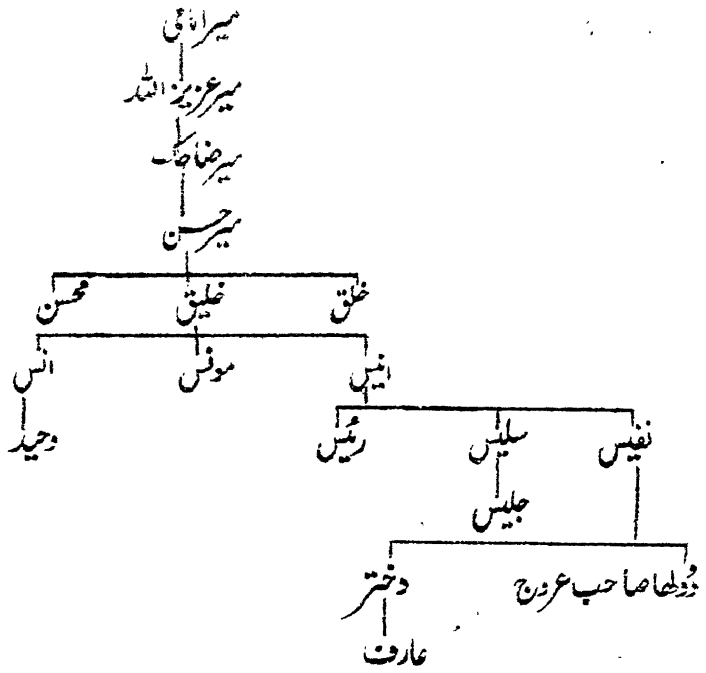 میر امامی
میر عزیز اللہ
میر ضاحک
میر حسن
خلق خلیق محسن
انیس مونس انس
نفیس سلیس رئیس وحید
جلیس
دولھا صاحب عروج دختر
عارف